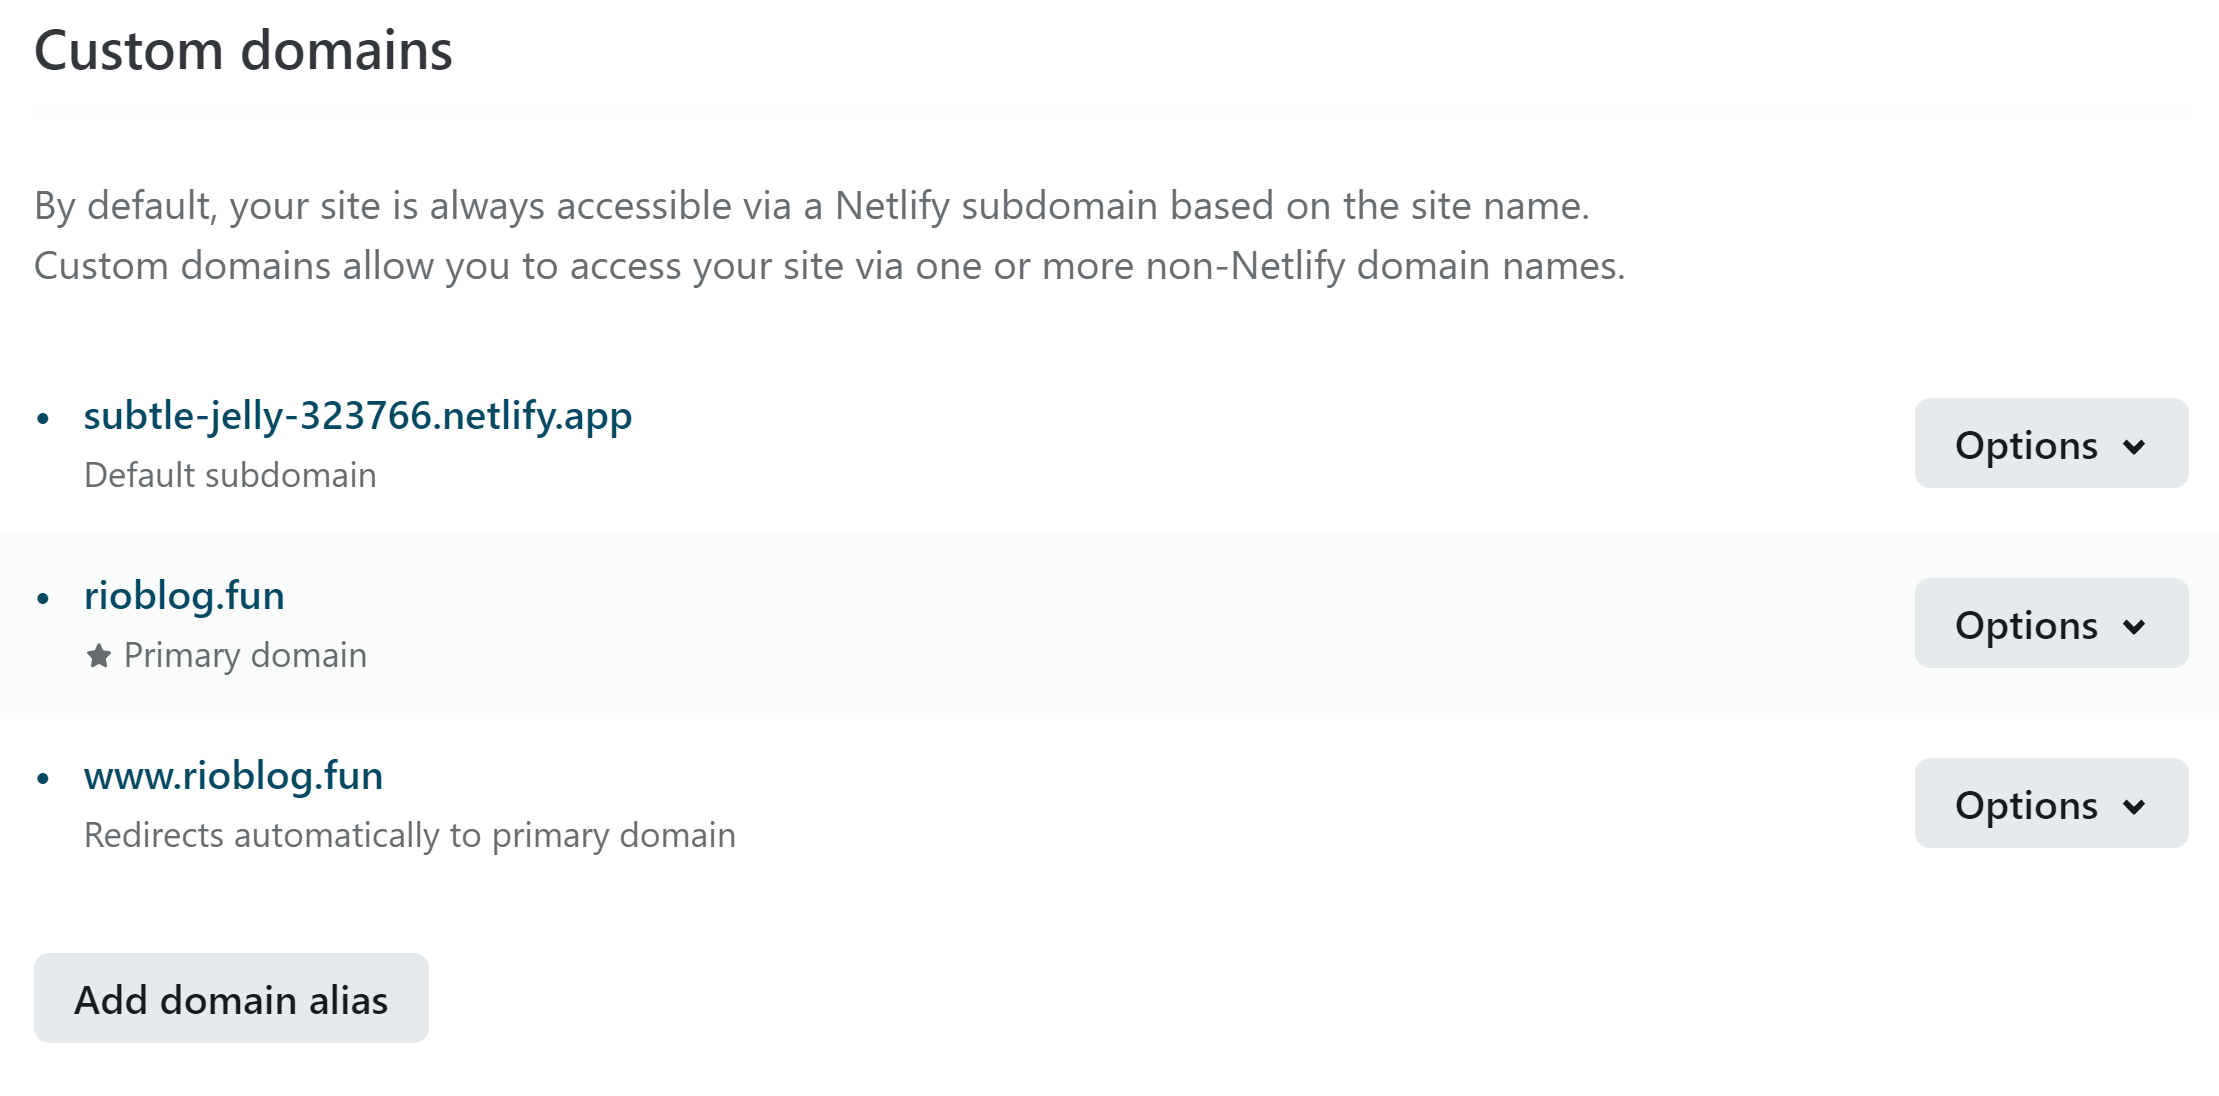 Custom domains
By default, your site is always accessible via a Netlify subdomain based on the site name.
Custom domains allow you to access your site via one or more non-Netlify domain names.
• subtle-jelly-323766.netlify.app
Options
Default subdomain
• rioblog.fun
Options
★ Primary domain
• www.rioblog.fun
Options
Redirects automatically to primary domain
Add domain alias